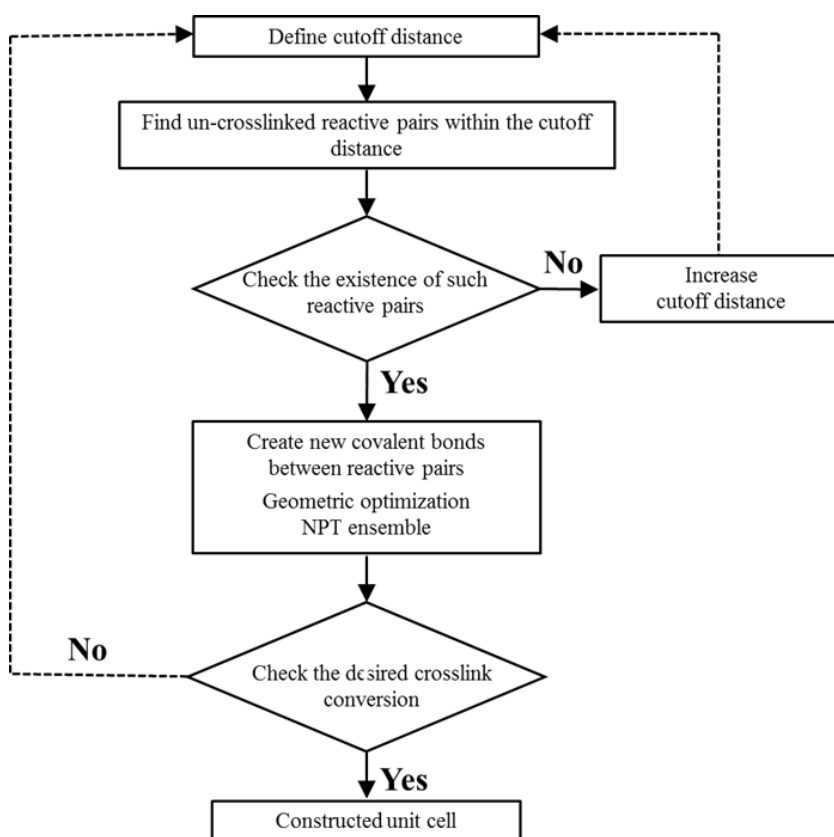 Define cutoff distance
Find un-crosslinked reactive pairs within the cutoff
distance
Check the existence of such
reactive pairs
No
Increase
cutoff distance
Yes
Create new covalent bonds
between reactive pairs
Geometric optimization
NPT ensemble
No
Check the desired crosslink
conversion
Yes
Constructed unit cell